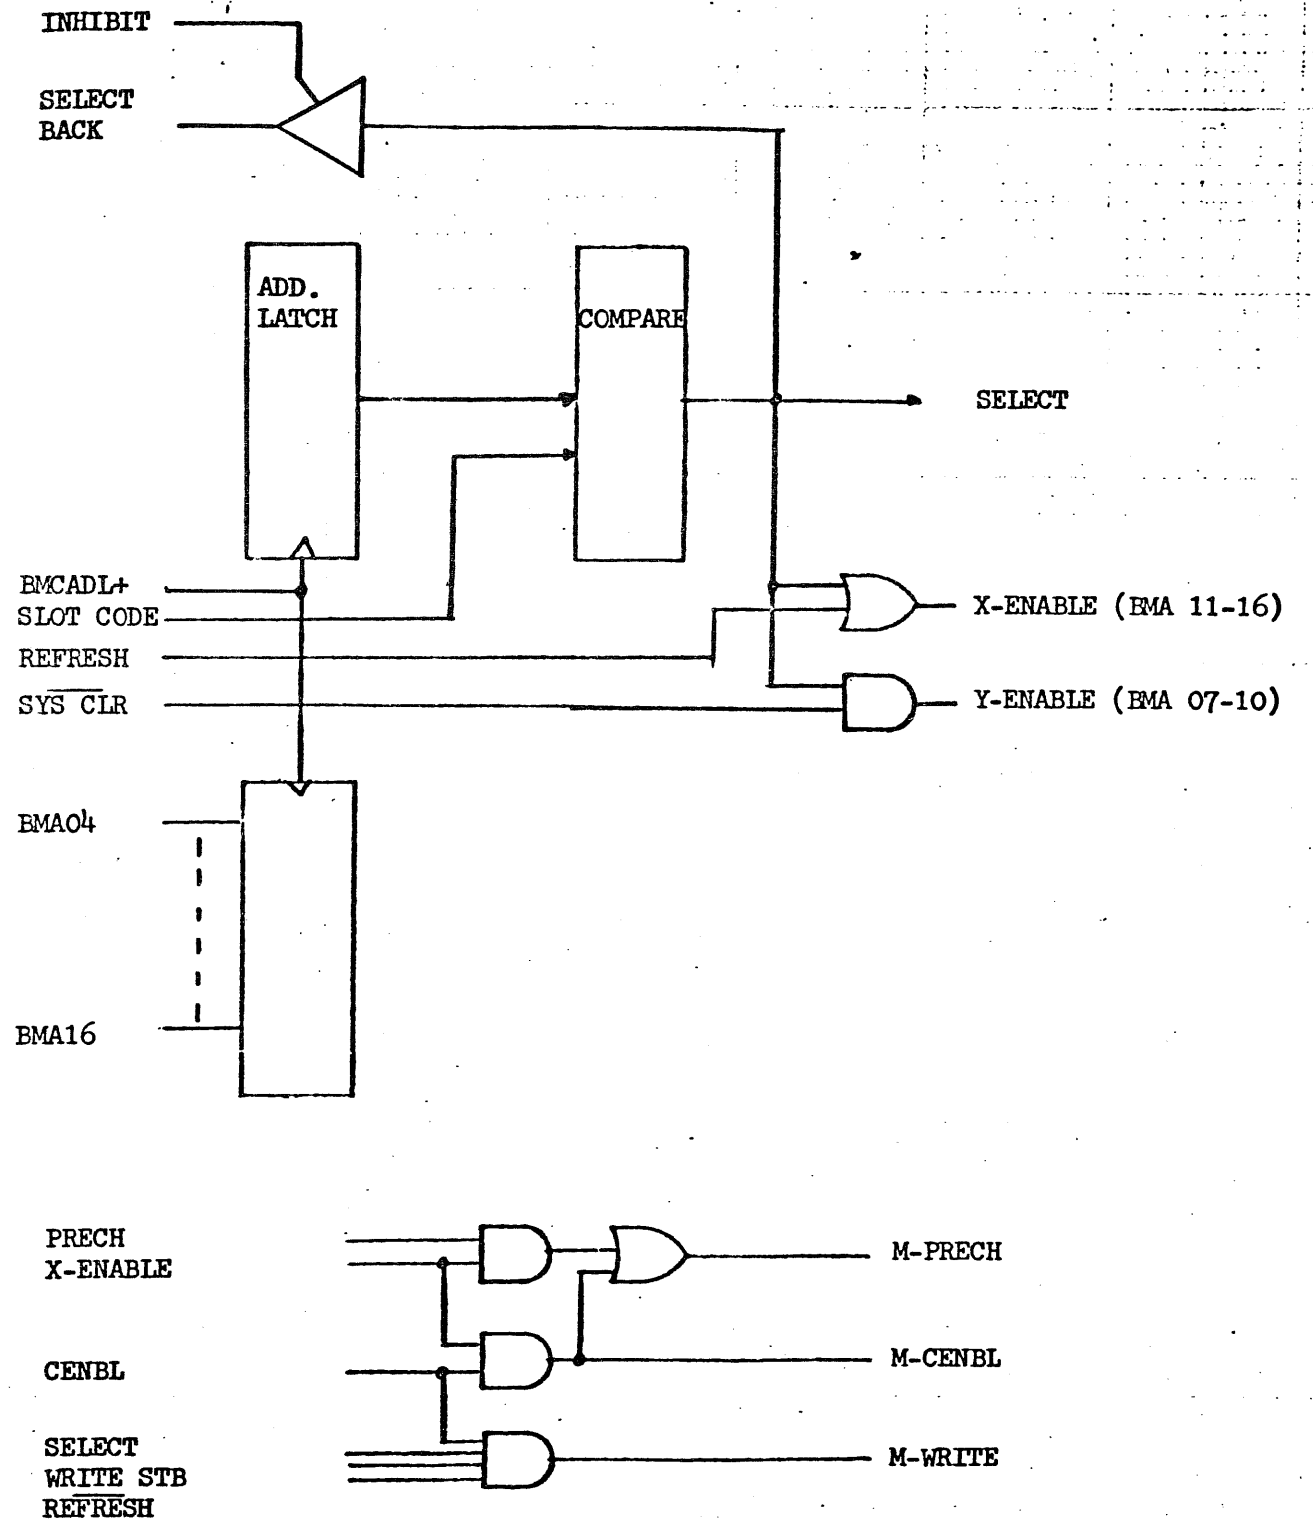 INHIBIT
SELECT
BACK
ADD.
LATCH
COMPARE
SELECT
BMCADL+
SLOT CODE
X-ENABLE (BMA 11-16)
REFRESH
SYS CLR
Y-ENABLE (BMA 07-10)
BMA04
BMA16
PRECH
X-ENABLE
M-PRECH
CENBL
M-CENBL
SELECT
WRITE STB
REFRESH
M-WRITE